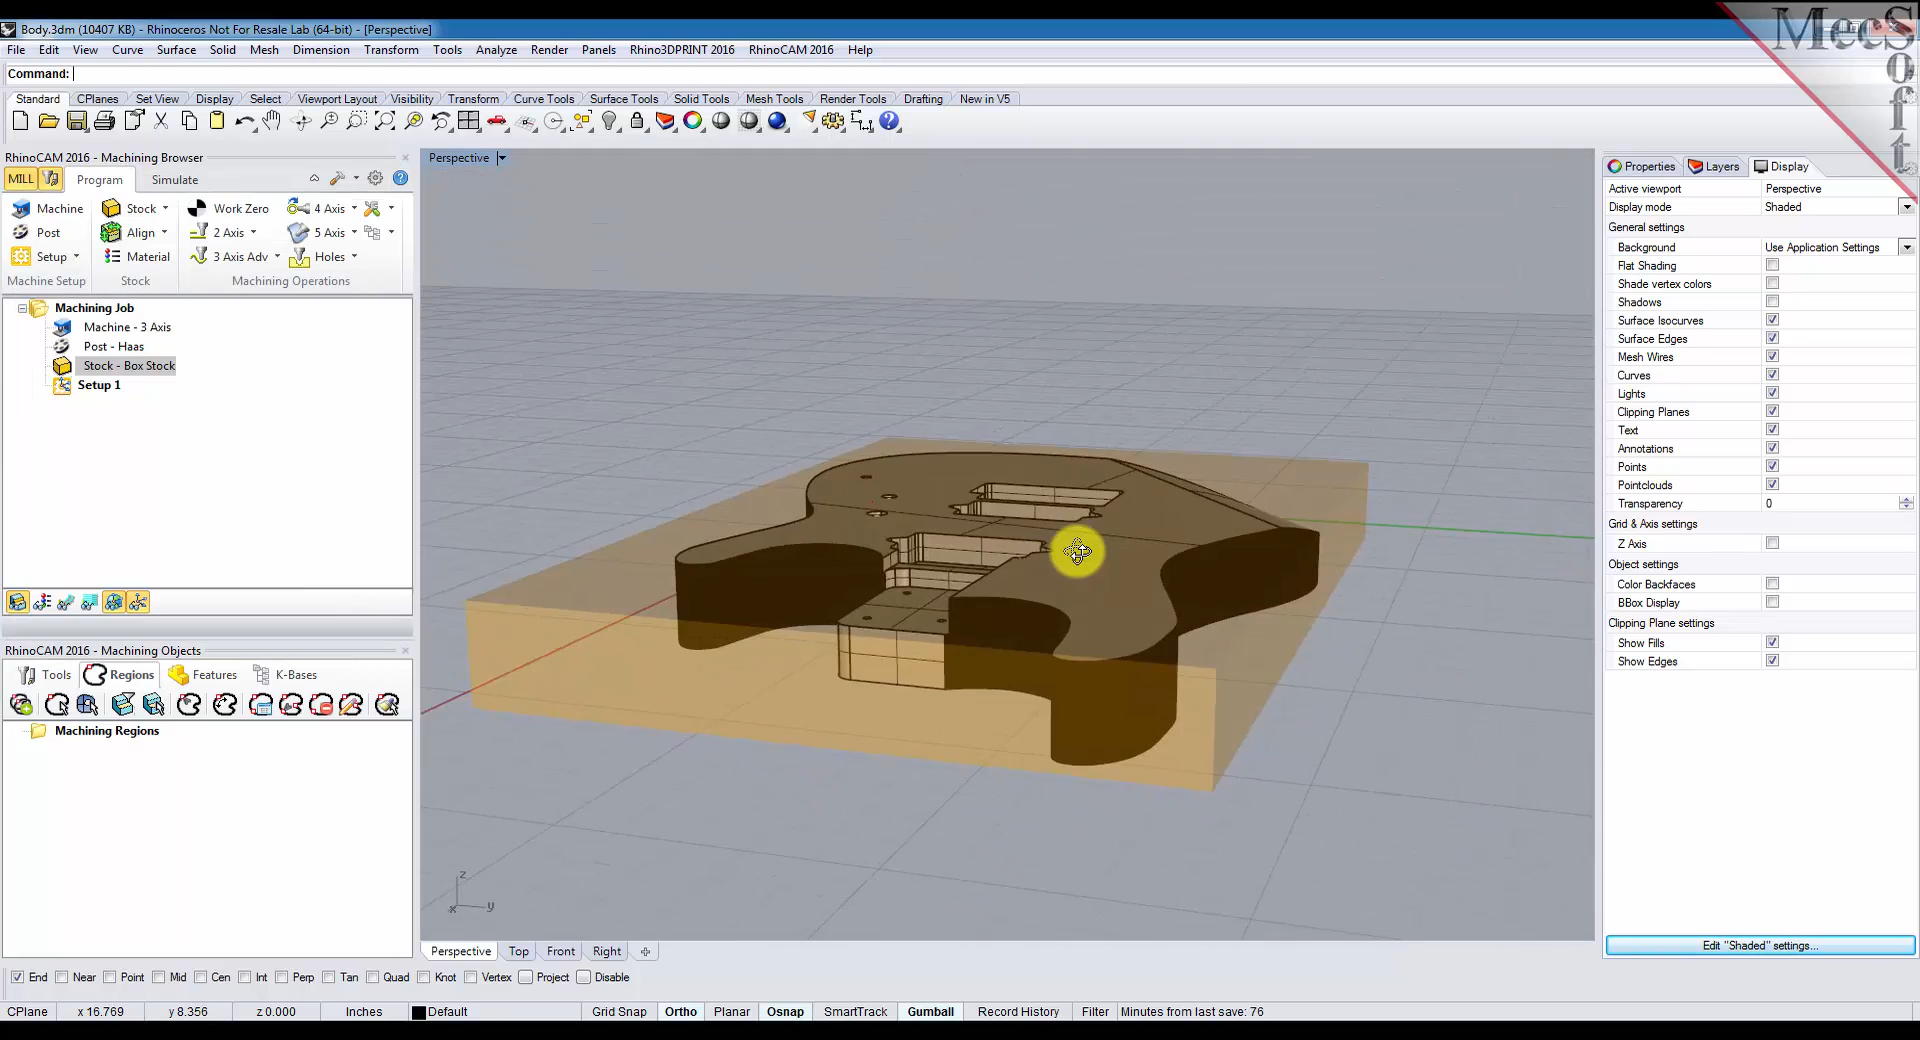 Body.3dm (10407 KB) - Rhinoceros Not For Resale Lab (64-bit) - [Perspective]
MecSoft
File Edit View Curve Surface Solid Mesh Dimension Transform Tools Analyze Render Panels Rhino3DPRINT 2016 RhinoCAM 2016 Help
Command:
Standard CPlanes Set View Display Select Viewport Layout Visibility Transform Curve Tools Surface Tools Solid Tools Mesh Tools Render Tools Drafting New in V5
RhinoCAM 2016 - Machining Browser
MILL Program Simulate
Machine Stock Work Zero 4 Axis
Post Align 2 Axis 5 Axis
Setup Material 3 Axis Adv Holes
Machine Setup Stock Machining Operations
Machining Job
Machine - 3 Axis
Post - Haas
Stock - Box Stock
Setup 1
RhinoCAM 2016 - Machining Objects
Tools Regions Features K-Bases
Machining Regions
Perspective
z
x y
Perspective Top Front Right
Properties Layers Display
Active viewport Perspective
Display mode Shaded
General settings
Background Use Application Settings
Flat Shading
Shade vertex colors
Shadows
Surface Isocurves
Surface Edges
Mesh Wires
Curves
Lights
Clipping Planes
Text
Annotations
Points
Pointclouds
Transparency 0
Grid & Axis settings
Z Axis
Object settings
Color Backfaces
BBox Display
Clipping Plane settings
Show Fills
Show Edges
Edit "Shaded" settings...
End Near Point Mid Cen Int Perp Tan Quad Knot Vertex Project Disable
CPlane x 16.769 y 8.356 z 0.000 Inches Default Grid Snap Ortho Planar Osnap SmartTrack Gumball Record History Filter Minutes from last save: 76